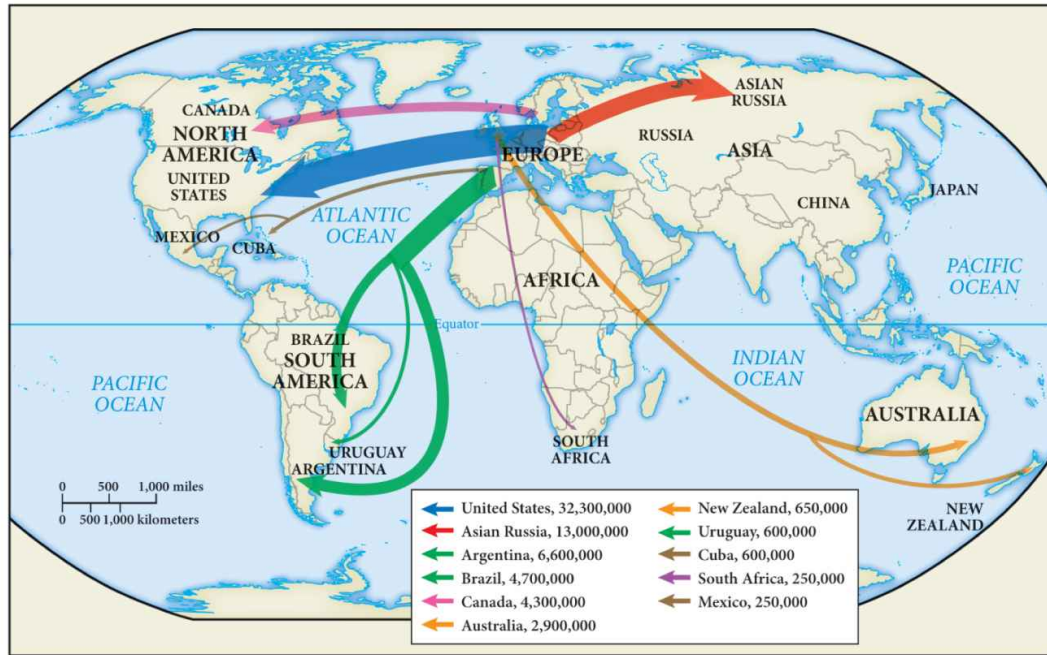 CANADA
NORTH
AMERICA
UNITED
STATES
MEXICO
CUBA
ATLANTIC
OCEAN
EUROPE
ASIAN
RUSSIA
RUSSIA
ASIA
CHINA
JAPAN
PACIFIC
OCEAN
AFRICA
Equator
BRAZIL
SOUTH
AMERICA
PACIFIC
OCEAN
INDIAN
OCEAN
AUSTRALIA
URUGUAY
ARGENTINA
SOUTH
AFRICA
NEW
ZEALAND
0 500 1,000 miles
0 500 1,000 kilometers
United States, 32,300,000
Asian Russia, 13,000,000
Argentina, 6,600,000
Brazil, 4,700,000
Canada, 4,300,000
Australia, 2,900,000
New Zealand, 650,000
Uruguay, 600,000
Cuba, 600,000
South Africa, 250,000
Mexico, 250,000